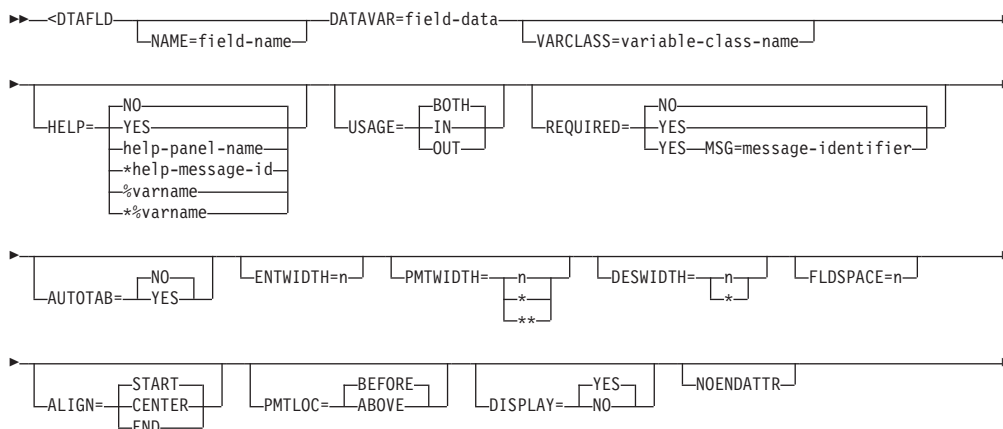 <DTAFLD DATAVAR=field-data
NAME=field-name VARCLASS=variable-class-name
NO BOTH NO
HELP= YES USAGE= IN REQUIRED= YES
help-panel-name OUT YES MSG=message-identifier
*help-message-id
%varname
*%varname
NO
AUTOTAB= YES ENTWIDTH=n PMTWIDTH= n DESWIDTH= n FLDSPACE=n
* *
**
START BEFORE YES NOENDATTR
ALIGN= CENTER PMTLOC= ABOVE DISPLAY= NO
END